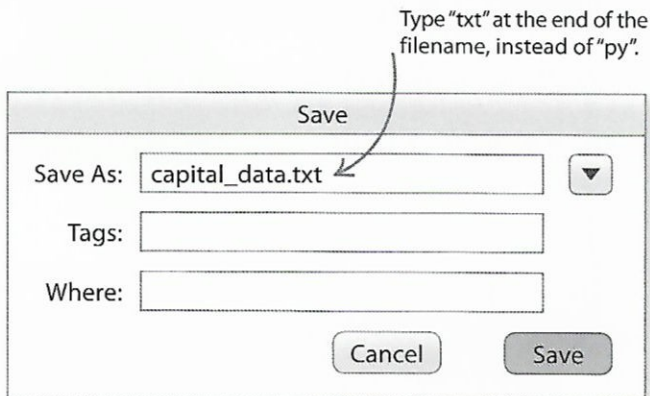 Type “txt” at the end of the
filename, instead of “py”.
Save
Save As: capital_data.txt
Tags:
Where:
Cancel Save